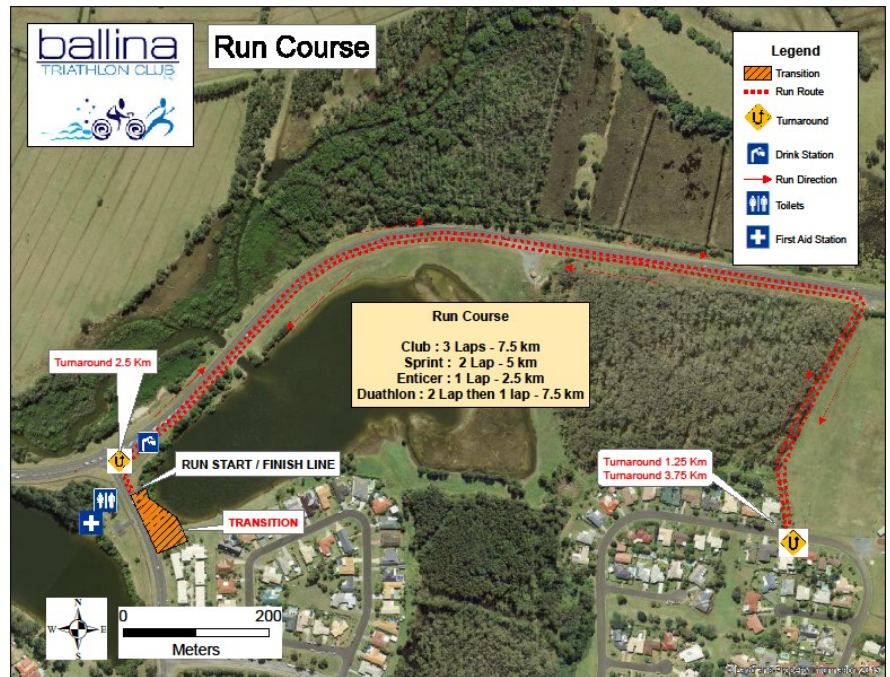 ballina
TRIATHLON CLUB
Run Course
Legend
Transition
Run Route
Turnaround
Drink Station
Run Direction
Toilets
First Aid Station
Run Course
Club : 3 Laps - 7.5 km
Sprint : 2 Lap - 5 km
Enticer : 1 Lap - 2.5 km
Duathlon : 2 Lap then 1 lap - 7.5 km
Turnaround 2.5 Km
RUN START / FINISH LINE
TRANSITION
Turnaround 1.25 Km
Turnaround 3.75 Km
N
W E
S
0 200
Meters